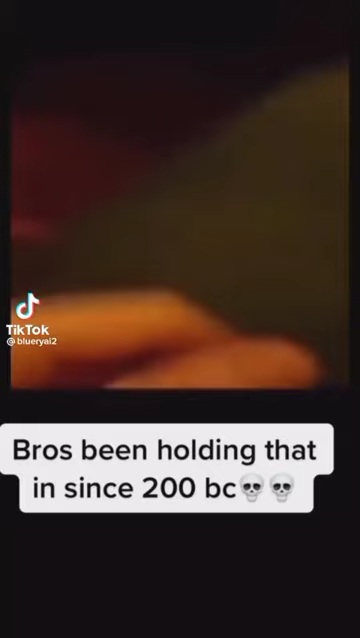 TikTok
@ blueryai2
Bros been holding that
in since 200 bc💀💀